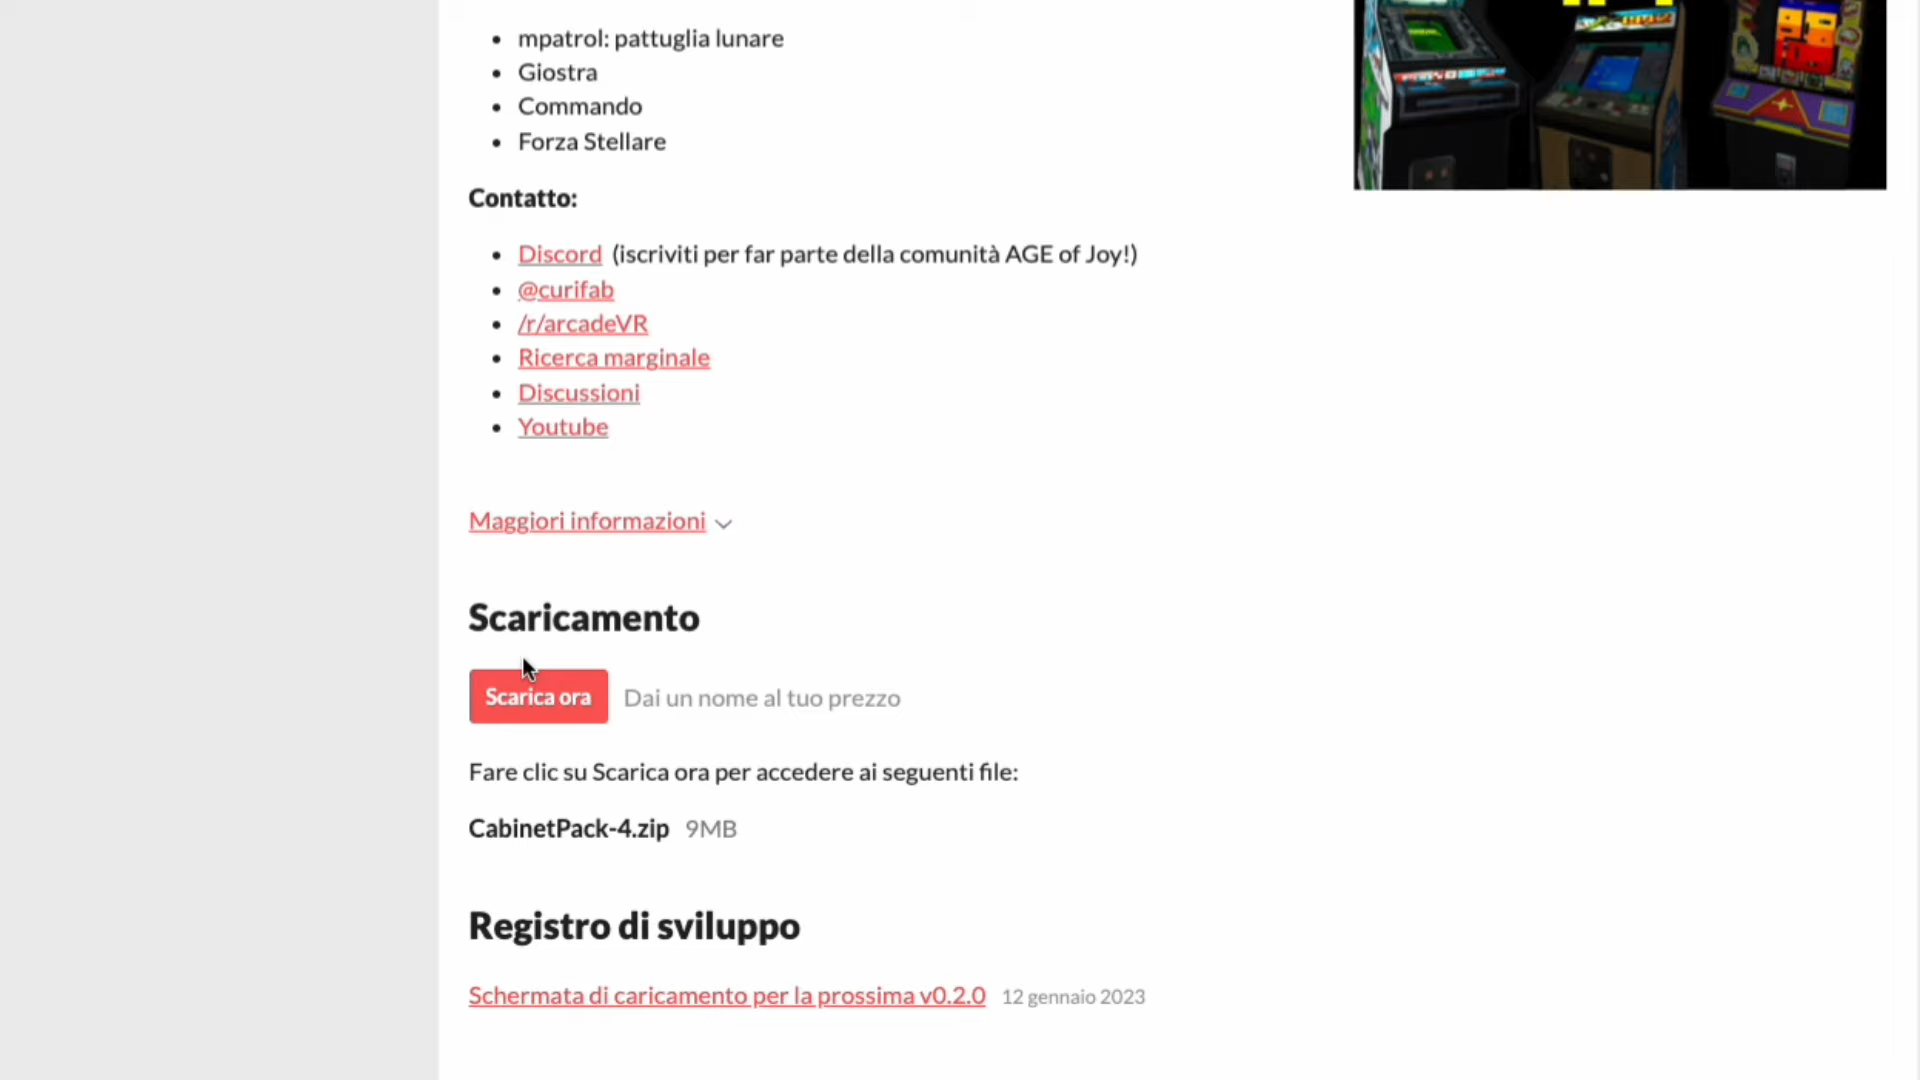 mpatrol: pattuglia lunare
Giostra
Commando
Forza Stellare
Contatto:
Discord (iscriviti per far parte della comunità AGE of Joy!)
@curifab
/r/arcadeVR
Ricerca marginale
Discussioni
Youtube
Maggiori informazioni
Scaricamento
Scarica ora Dai un nome al tuo prezzo
Fare clic su Scarica ora per accedere ai seguenti file:
CabinetPack-4.zip 9MB
Registro di sviluppo
Schermata di caricamento per la prossima v0.2.0 12 gennaio 2023